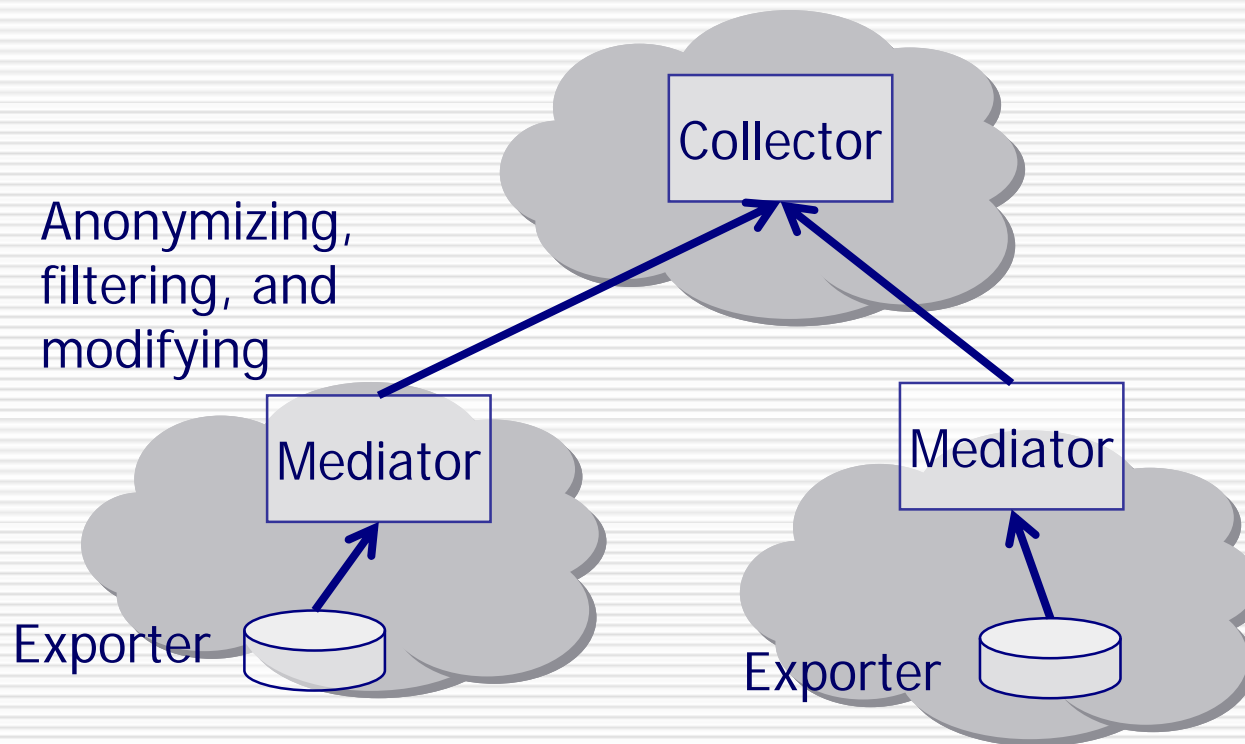 Collector
Anonymizing,
filtering, and
modifying
Mediator
Mediator
Exporter
Exporter